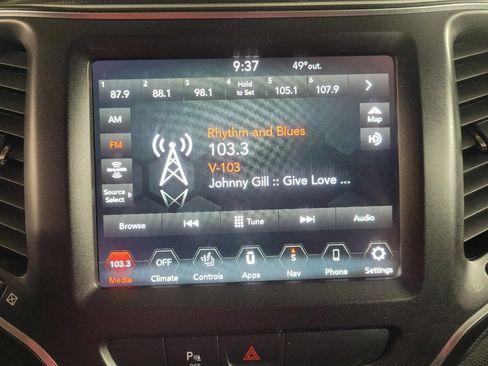 9:37 49° out.
1 87.9 2 88.1 3 98.1 4 Hold to Set 5 105.1 6 107.9
AM
FM
Source Select
Rhythm and Blues
103.3
V-103
Johnny Gill :: Give Love ...
Map
HD
Browse Tune Audio
103.3 OFF
Media Climate Controls Apps Nav Phone Settings
P OFF